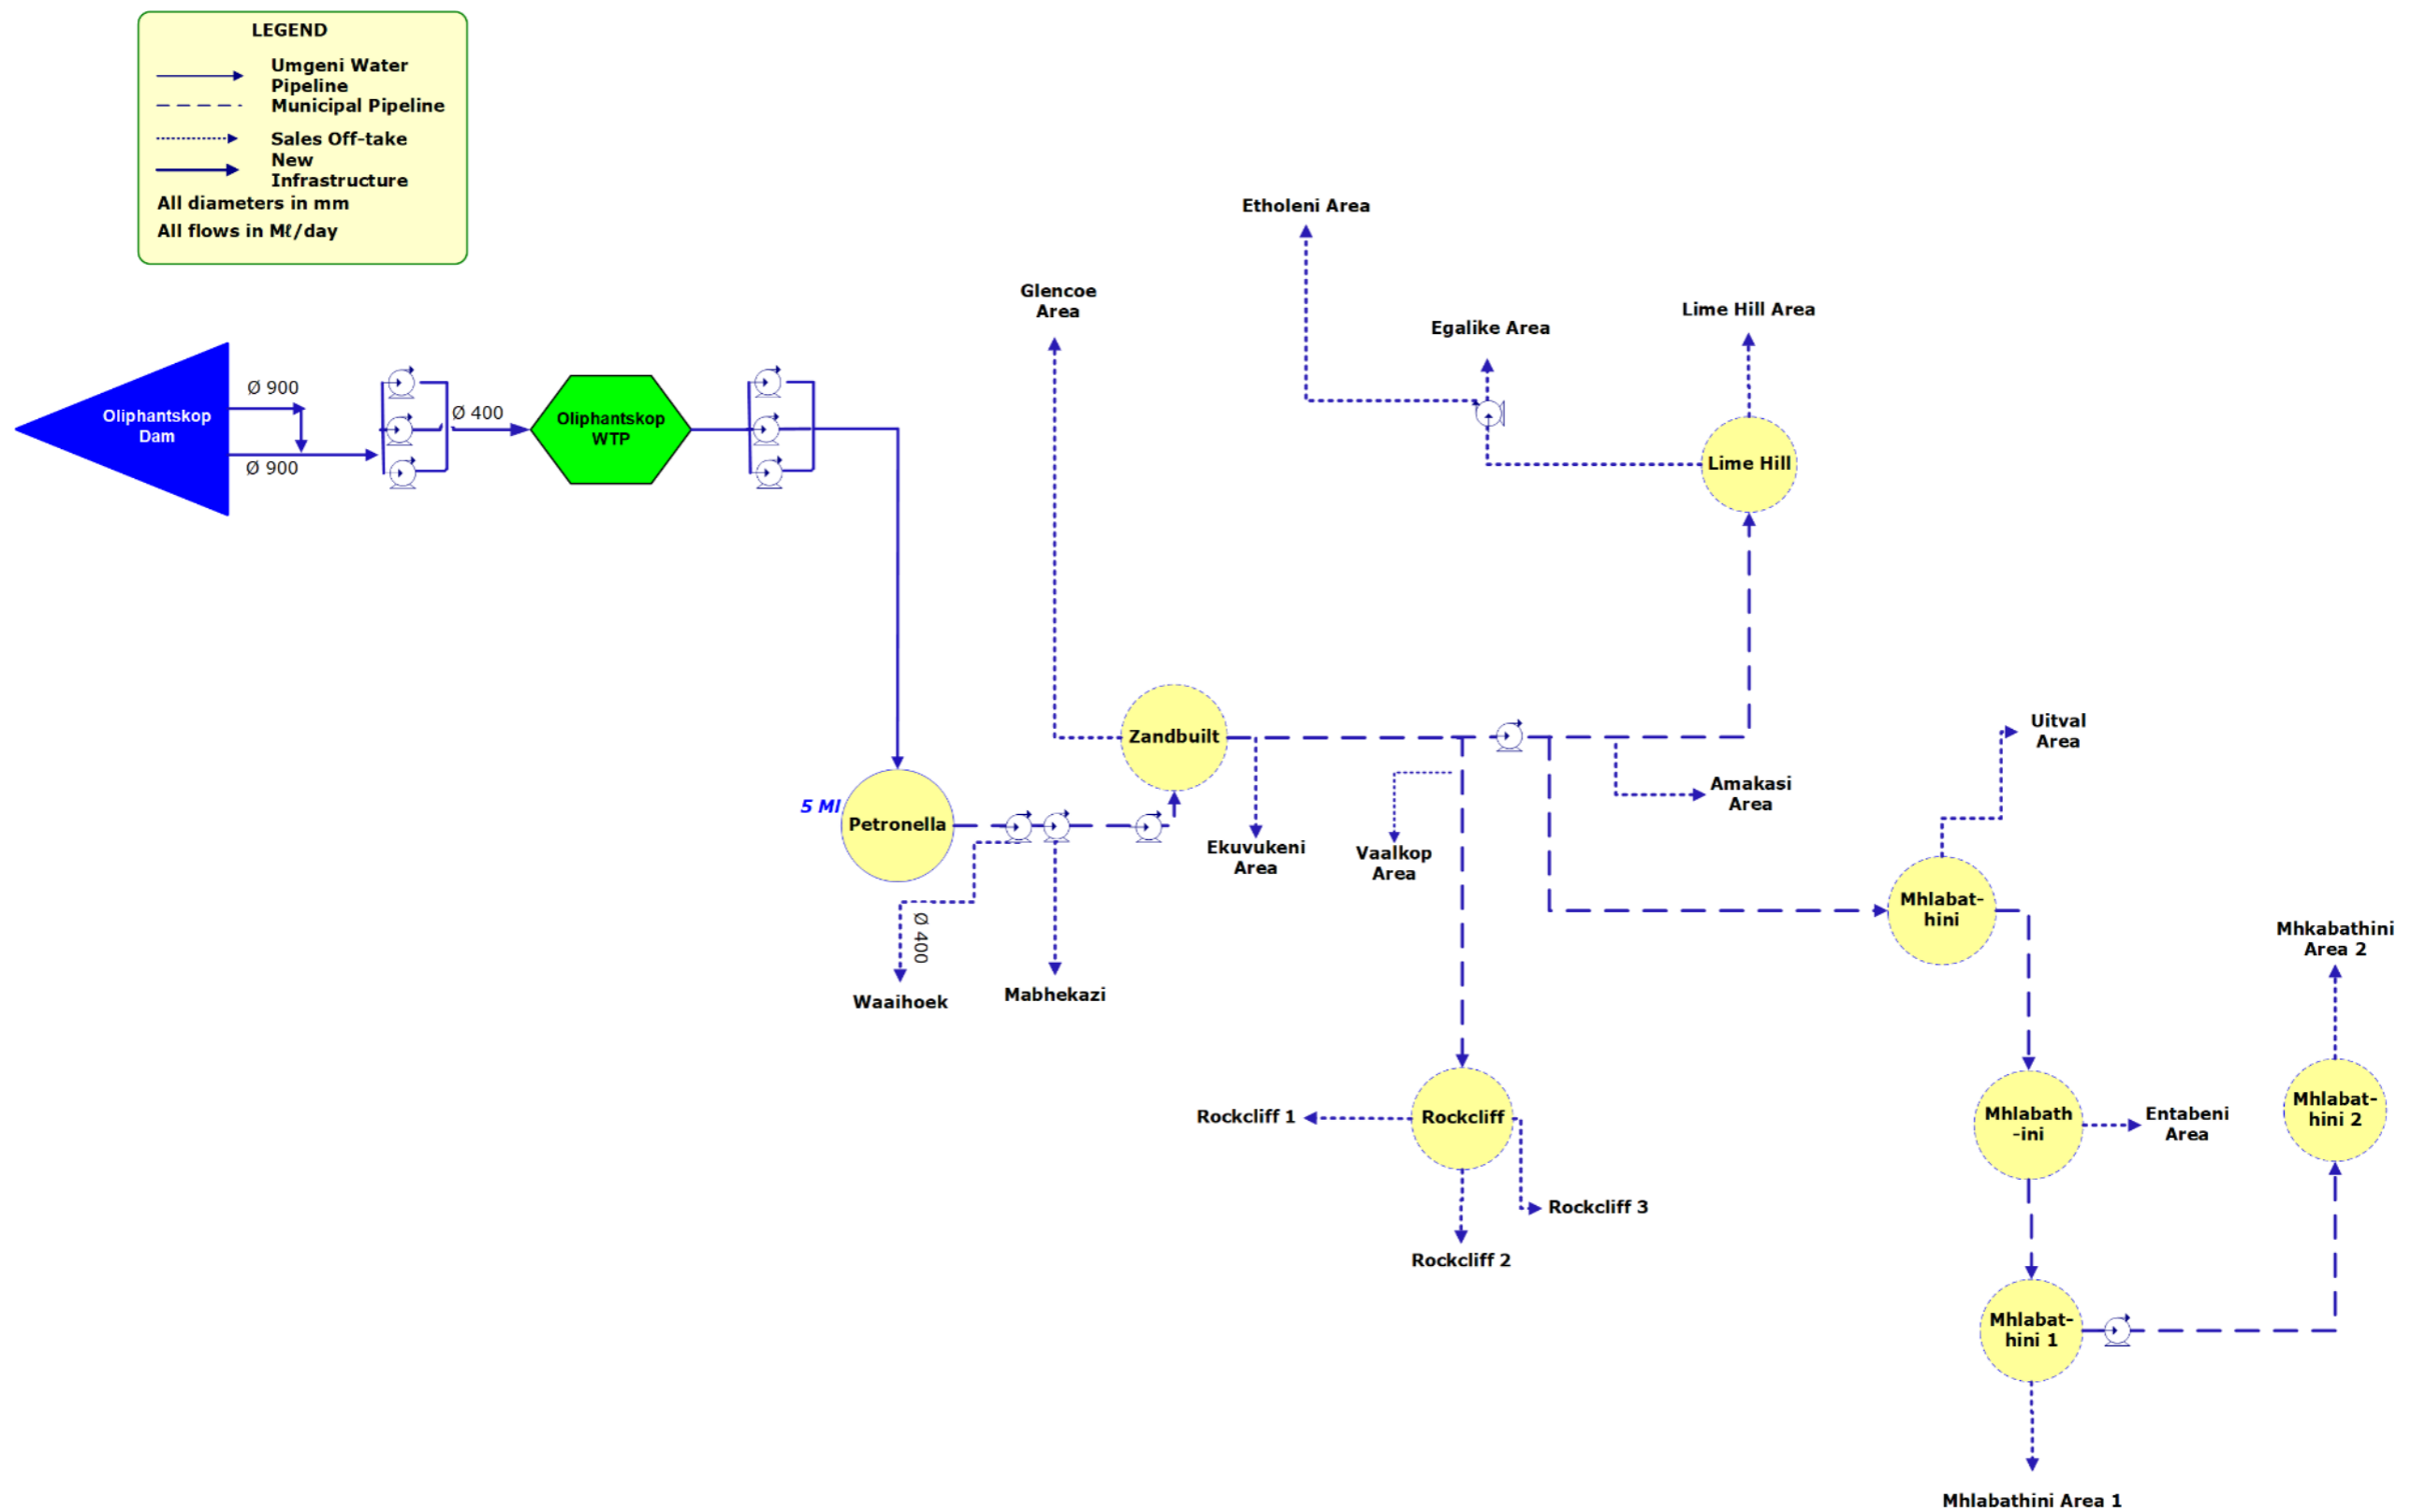 LEGEND
Umgeni Water
Pipeline
Municipal Pipeline
Sales Off-take
New
Infrastructure
All diameters in mm
All flows in Mℓ/day
Etholeni Area
Glencoe
Area
Egalike Area
Lime Hill Area
Oliphantskop
Dam
Ø 900
Ø 900
Ø 400
Oliphantskop
WTP
Lime Hill
Zandbuilt
Uitval
Area
Amakasi
Area
5 Ml
Petronella
Ekuvukeni
Area
Vaalkop
Area
Mhlabat-
hini
Ø 400
Waaihoek
Mabhekazi
Mhkabathini
Area 2
Rockcliff 1
Rockcliff
Mhlabath
-ini
Entabeni
Area
Mhlabat-
hini 2
Rockcliff 3
Rockcliff 2
Mhlabat-
hini 1
Mhlabathini Area 1